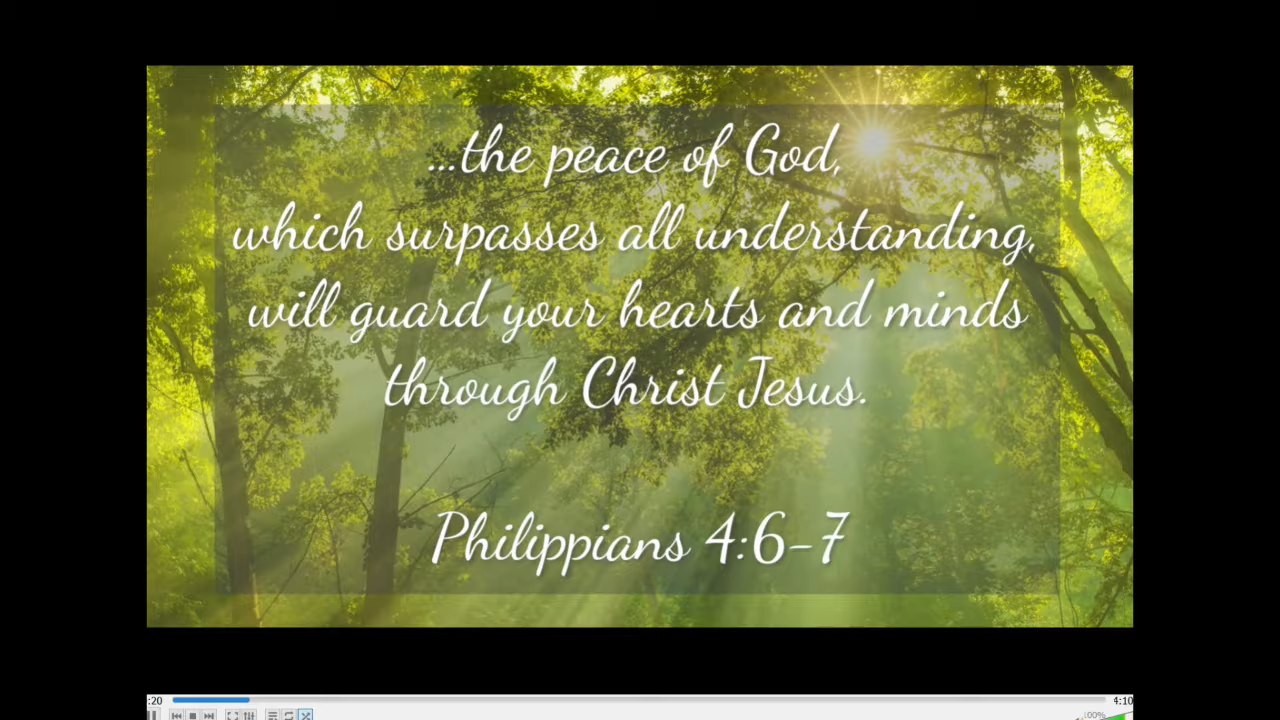 ...the peace of God,
which surpasses all understanding,
will guard your hearts and minds
through Christ Jesus.
Philippians 4:6-7
:20
4:10
100%